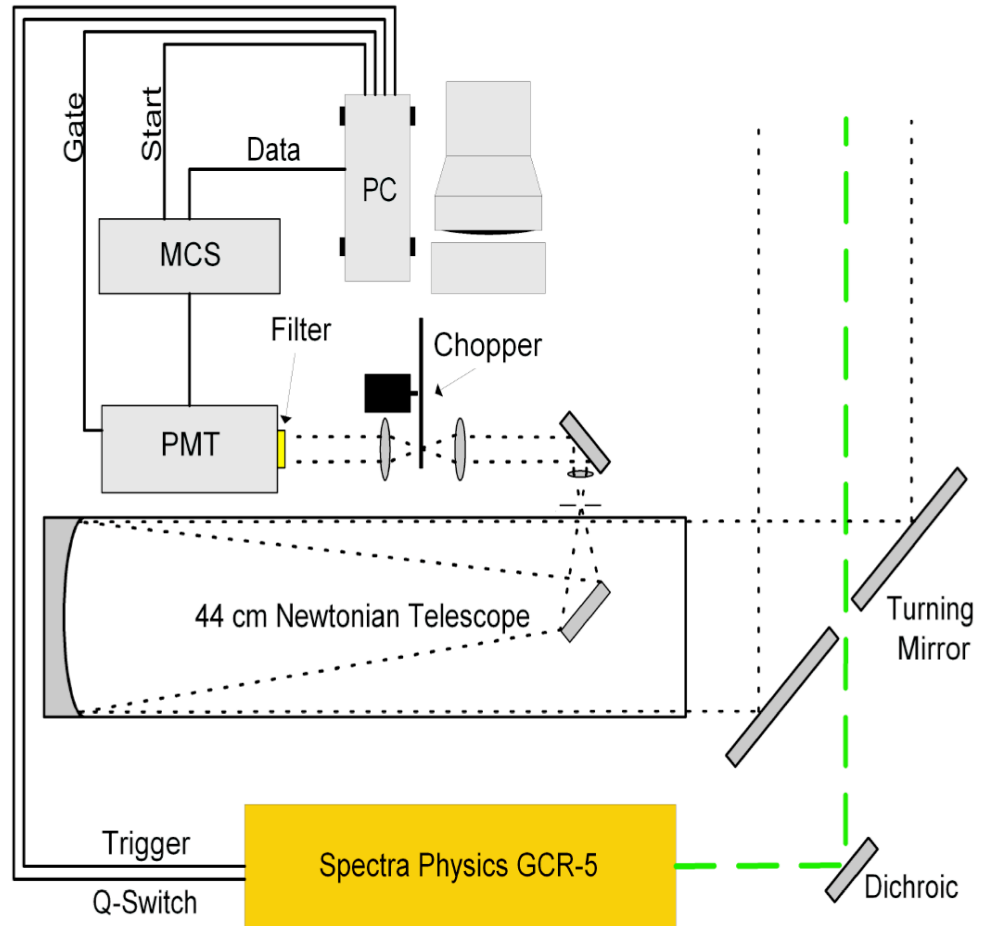 Gate
Start
Data
PC
MCS
Filter
Chopper
PMT
44 cm Newtonian Telescope
Turning
Mirror
Trigger
Q-Switch
Spectra Physics GCR-5
Dichroic